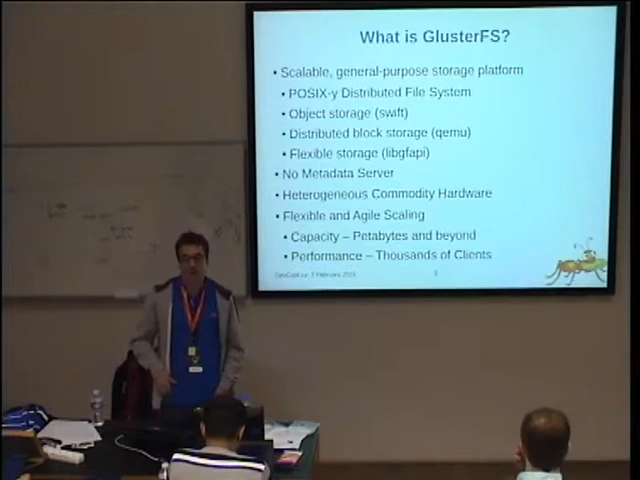 What is GlusterFS?
• Scalable, general-purpose storage platform
• POSIX-y Distributed File System
• Object storage (swift)
• Distributed block storage (qemu)
• Flexible storage (libgfapi)
• No Metadata Server
• Heterogeneous Commodity Hardware
• Flexible and Agile Scaling
• Capacity – Petabytes and beyond
• Performance – Thousands of Clients